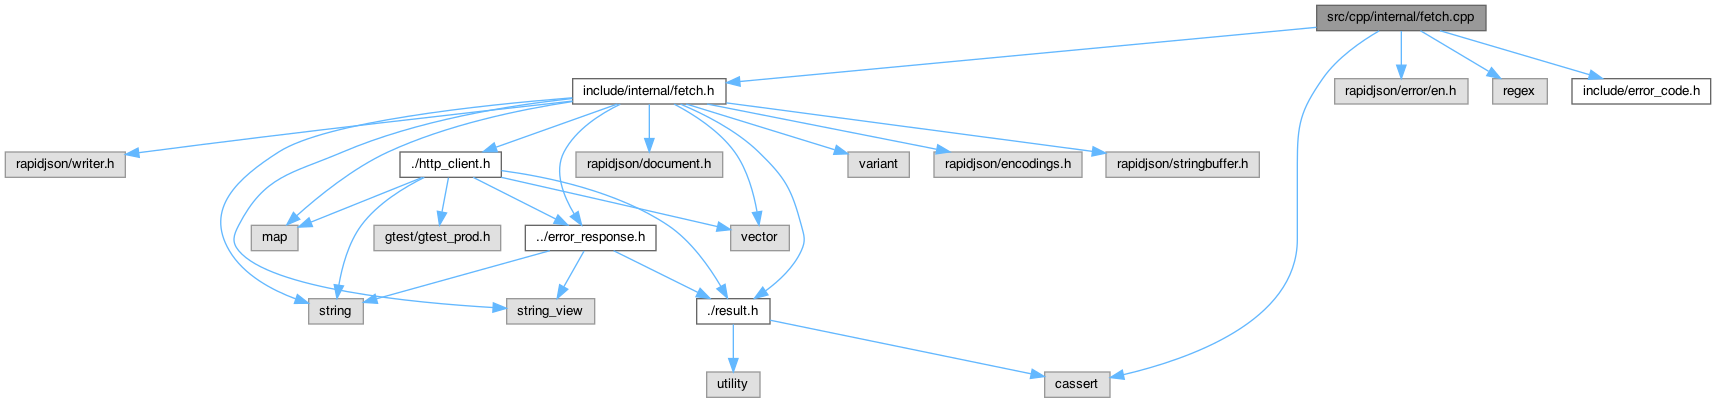 src/cpp/internal/fetch.cpp
include/internal/fetch.h
rapidjson/error/en.h
regex
include/error_code.h
rapidjson/writer.h
./http_client.h
rapidjson/document.h
variant
rapidjson/encodings.h
rapidjson/stringbuffer.h
map
gtest/gtest_prod.h
../error_response.h
vector
string
string_view
./result.h
utility
cassert